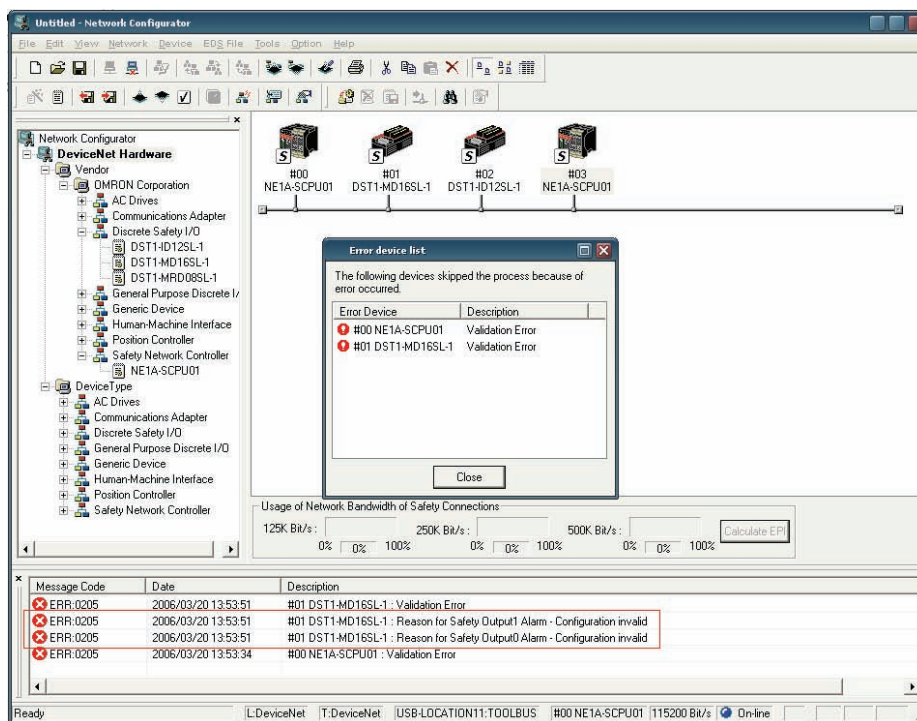 Untitled - Network Configurator
File Edit View Network Device EDS File Tools Option Help
Network Configurator
DeviceNet Hardware
Vendor
OMRON Corporation
AC Drives
Communications Adapter
Discrete Safety I/O
DST1-ID12SL-1
DST1-MD16SL-1
DST1-MRD08SL-1
General Purpose Discrete I/
Generic Device
Human-Machine Interface
Position Controller
Safety Network Controller
NE1A-SCPU01
DeviceType
AC Drives
Communications Adapter
Discrete Safety I/O
General Purpose Discrete I/O
Generic Device
Human-Machine Interface
Position Controller
Safety Network Controller
S S S S
#00 #01 #02 #03
NE1A-SCPU01 DST1-MD16SL-1 DST1-ID12SL-1 NE1A-SCPU01
Error device list
The following devices skipped the process because of
error occurred.
Error Device Description
#00 NE1A-SCPU01 Validation Error
#01 DST1-MD16SL-1 Validation Error
Close
Usage of Network Bandwidth of Safety Connections
125K Bit/s : 250K Bit/s : 500K Bit/s : Calculate EPI
0% 0% 100% 0% 0% 100% 0% 0% 100%
Message Code Date Description
ERR:0205 2006/03/20 13:53:51 #01 DST1-MD16SL-1 : Validation Error
ERR:0205 2006/03/20 13:53:51 #01 DST1-MD16SL-1 : Reason for Safety Output1 Alarm - Configuration invalid
ERR:0205 2006/03/20 13:53:51 #01 DST1-MD16SL-1 : Reason for Safety Output0 Alarm - Configuration invalid
ERR:0205 2006/03/20 13:53:34 #00 NE1A-SCPU01 : Validation Error
Ready L:DeviceNet T:DeviceNet USB-LOCATION11:TOOLBUS #00 NE1A-SCPU01 115200 Bit/s On-line